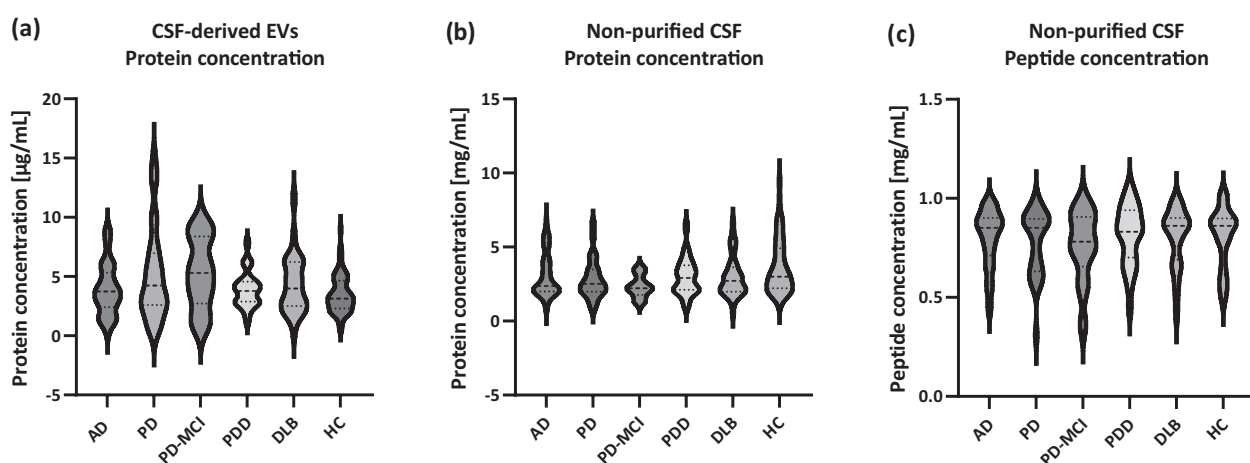 (a)
CSF-derived EVs
Protein concentration
Protein concentration [µg/mL]
20
15
10
5
0
-5
AD
PD
PD-MCI
PDD
DLB
HC
(b)
Non-purified CSF
Protein concentration
Protein concentration [mg/mL]
15
10
5
0
-5
AD
PD
PD-MCI
PDD
DLB
HC
(c)
Non-purified CSF
Peptide concentration
Peptide concentration [mg/mL]
1.5
1.0
0.5
0.0
AD
PD
PD-MCI
PDD
DLB
HC